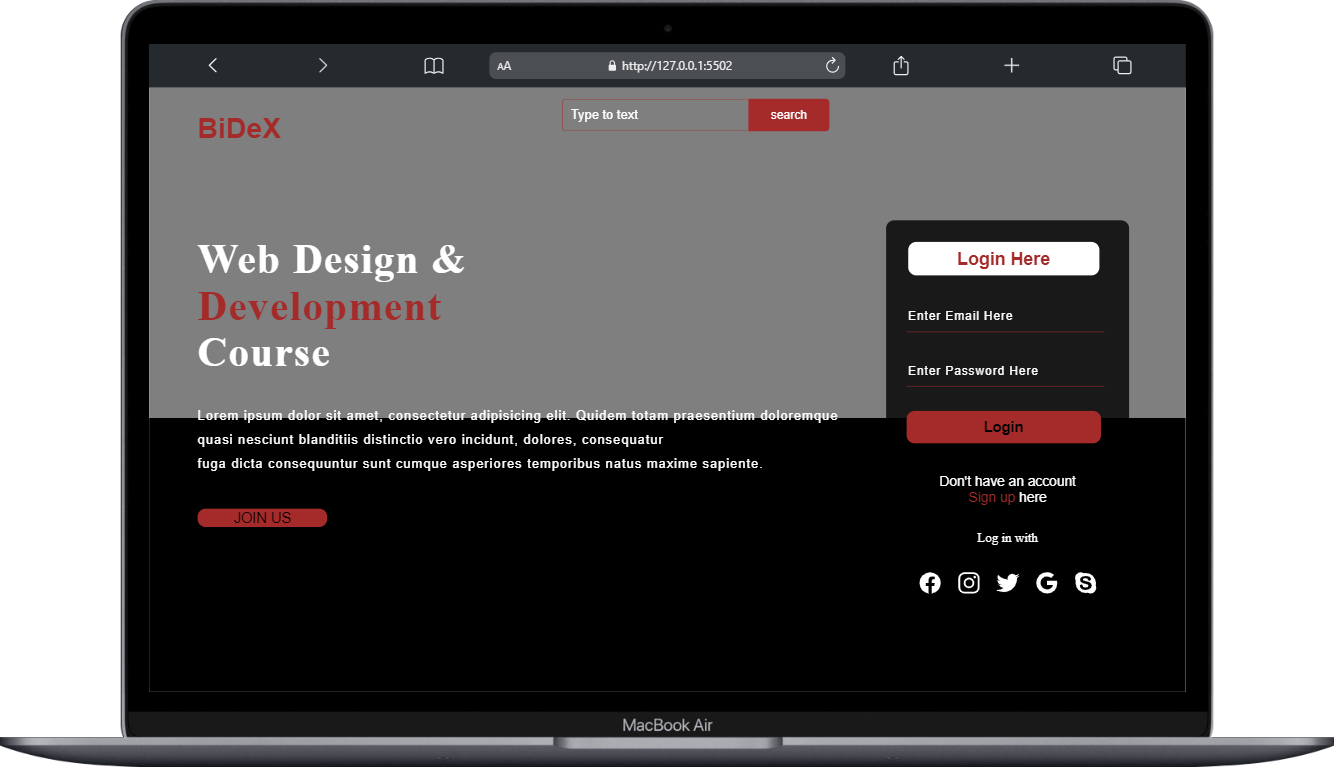 AA
http://127.0.0.1:5502
BiDeX
Type to text
search
Web Design &
Development
Course
Lorem ipsum dolor sit amet, consectetur adipisicing elit. Quidem totam praesentium doloremque
quasi nesciunt blanditiis distinctio vero incidunt, dolores, consequatur
fuga dicta consequuntur sunt cumque asperiores temporibus natus maxime sapiente.
JOIN US
Login Here
Enter Email Here
Enter Password Here
Login
Don't have an account
Sign up here
Log in with
MacBook Air